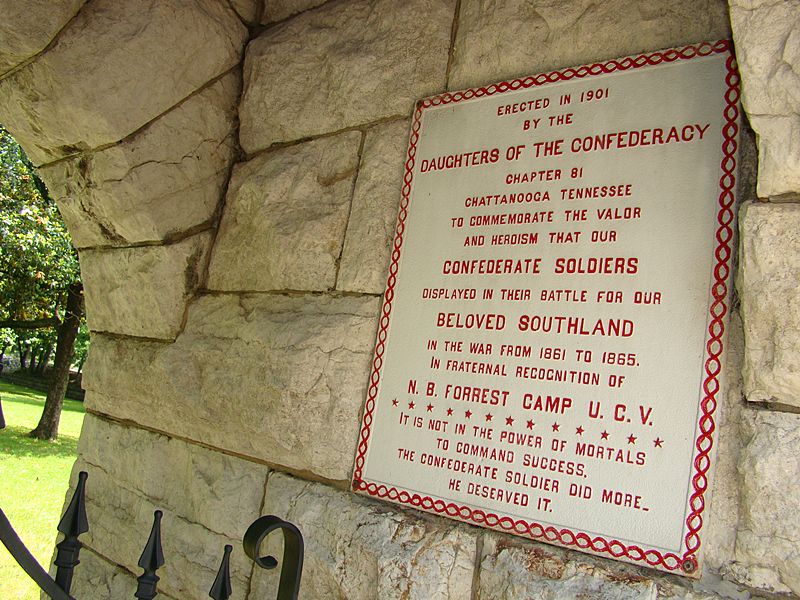 ERECTED IN 1901
BY THE
DAUGHTERS OF THE CONFEDERACY
CHAPTER 81
CHATTANOOGA TENNESSEE
TO COMMEMORATE THE VALOR
AND HEROISM THAT OUR
CONFEDERATE SOLDIERS
DISPLAYED IN THEIR BATTLE FOR OUR
BELOVED SOUTHLAND
IN THE WAR FROM 1861 TO 1865.
IN FRATERNAL RECOGNITION OF
N. B. FORREST CAMP U. C. V.
IT IS NOT IN THE POWER OF MORTALS
TO COMMAND SUCCESS.
THE CONFEDERATE SOLDIER DID MORE_
HE DESERVED IT.